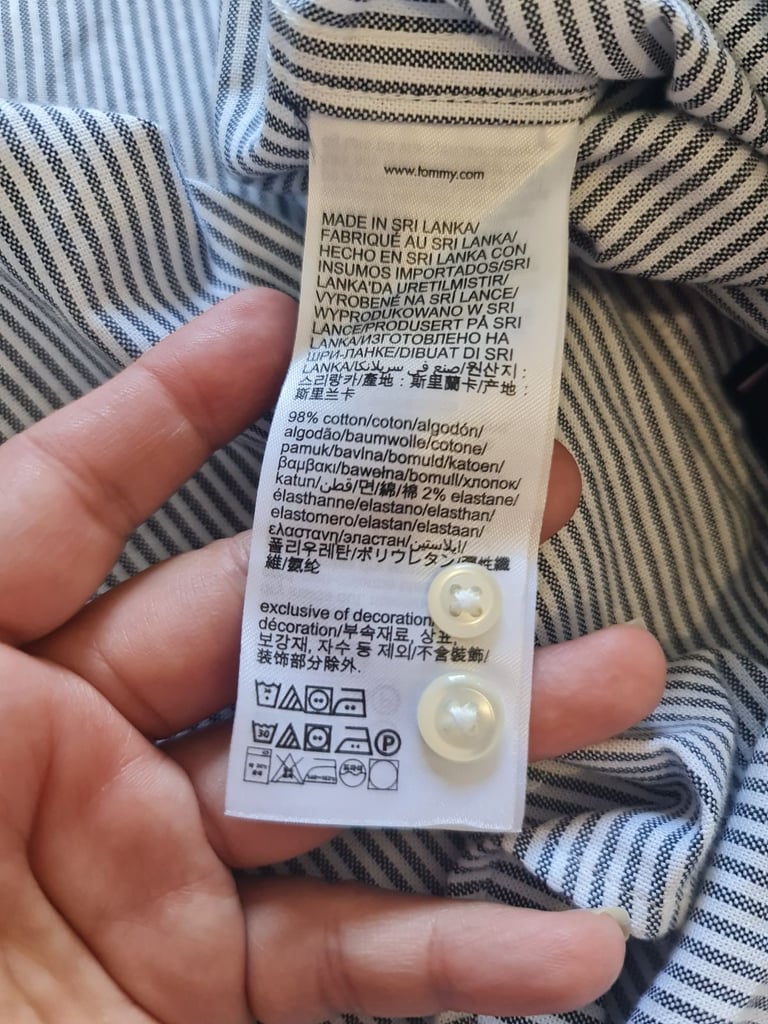 www.tommy.com
MADE IN SRI LANKA/
FABRIQUÉ AU SRI LANKA/
HECHO EN SRI LANKA CON
INSUMOS IMPORTADOS/SRI
LANKA'DA URETILMISTIR/
VYROBENÉ NA SRÍ LANCE/
WYPRODUKOWANO W SRI
LANCE/PRODUSERT PÅ SRI
LANKA/ИЗГОТОВЛЕНО НА
ШРИ-ЛАНКЕ/DIBUAT DI SRI
LANKA/صنع في سريلانكا/원산지 :
스리랑카/產地 : 斯里蘭卡/产地 :
斯里兰卡
98% cotton/coton/algodón/
algodão/baumwolle/cotone/
pamuk/bavlna/bomuld/katoen/
βαμβακι/bawełna/bomull/хлопок/
katun/قطن/면/綿/棉 2% elastane/
élasthanne/elastano/elasthan/
elastomero/elastan/elastaan/
ελαστανη/эластан/إيلاستين/
폴리우레탄/ポリウレタン/彈性纖
維/氨纶
exclusive of decoration
décoration/부속재료, 상표,
보강재, 자수 등 제외/不含裝飾/
装饰部分除外.
30 P